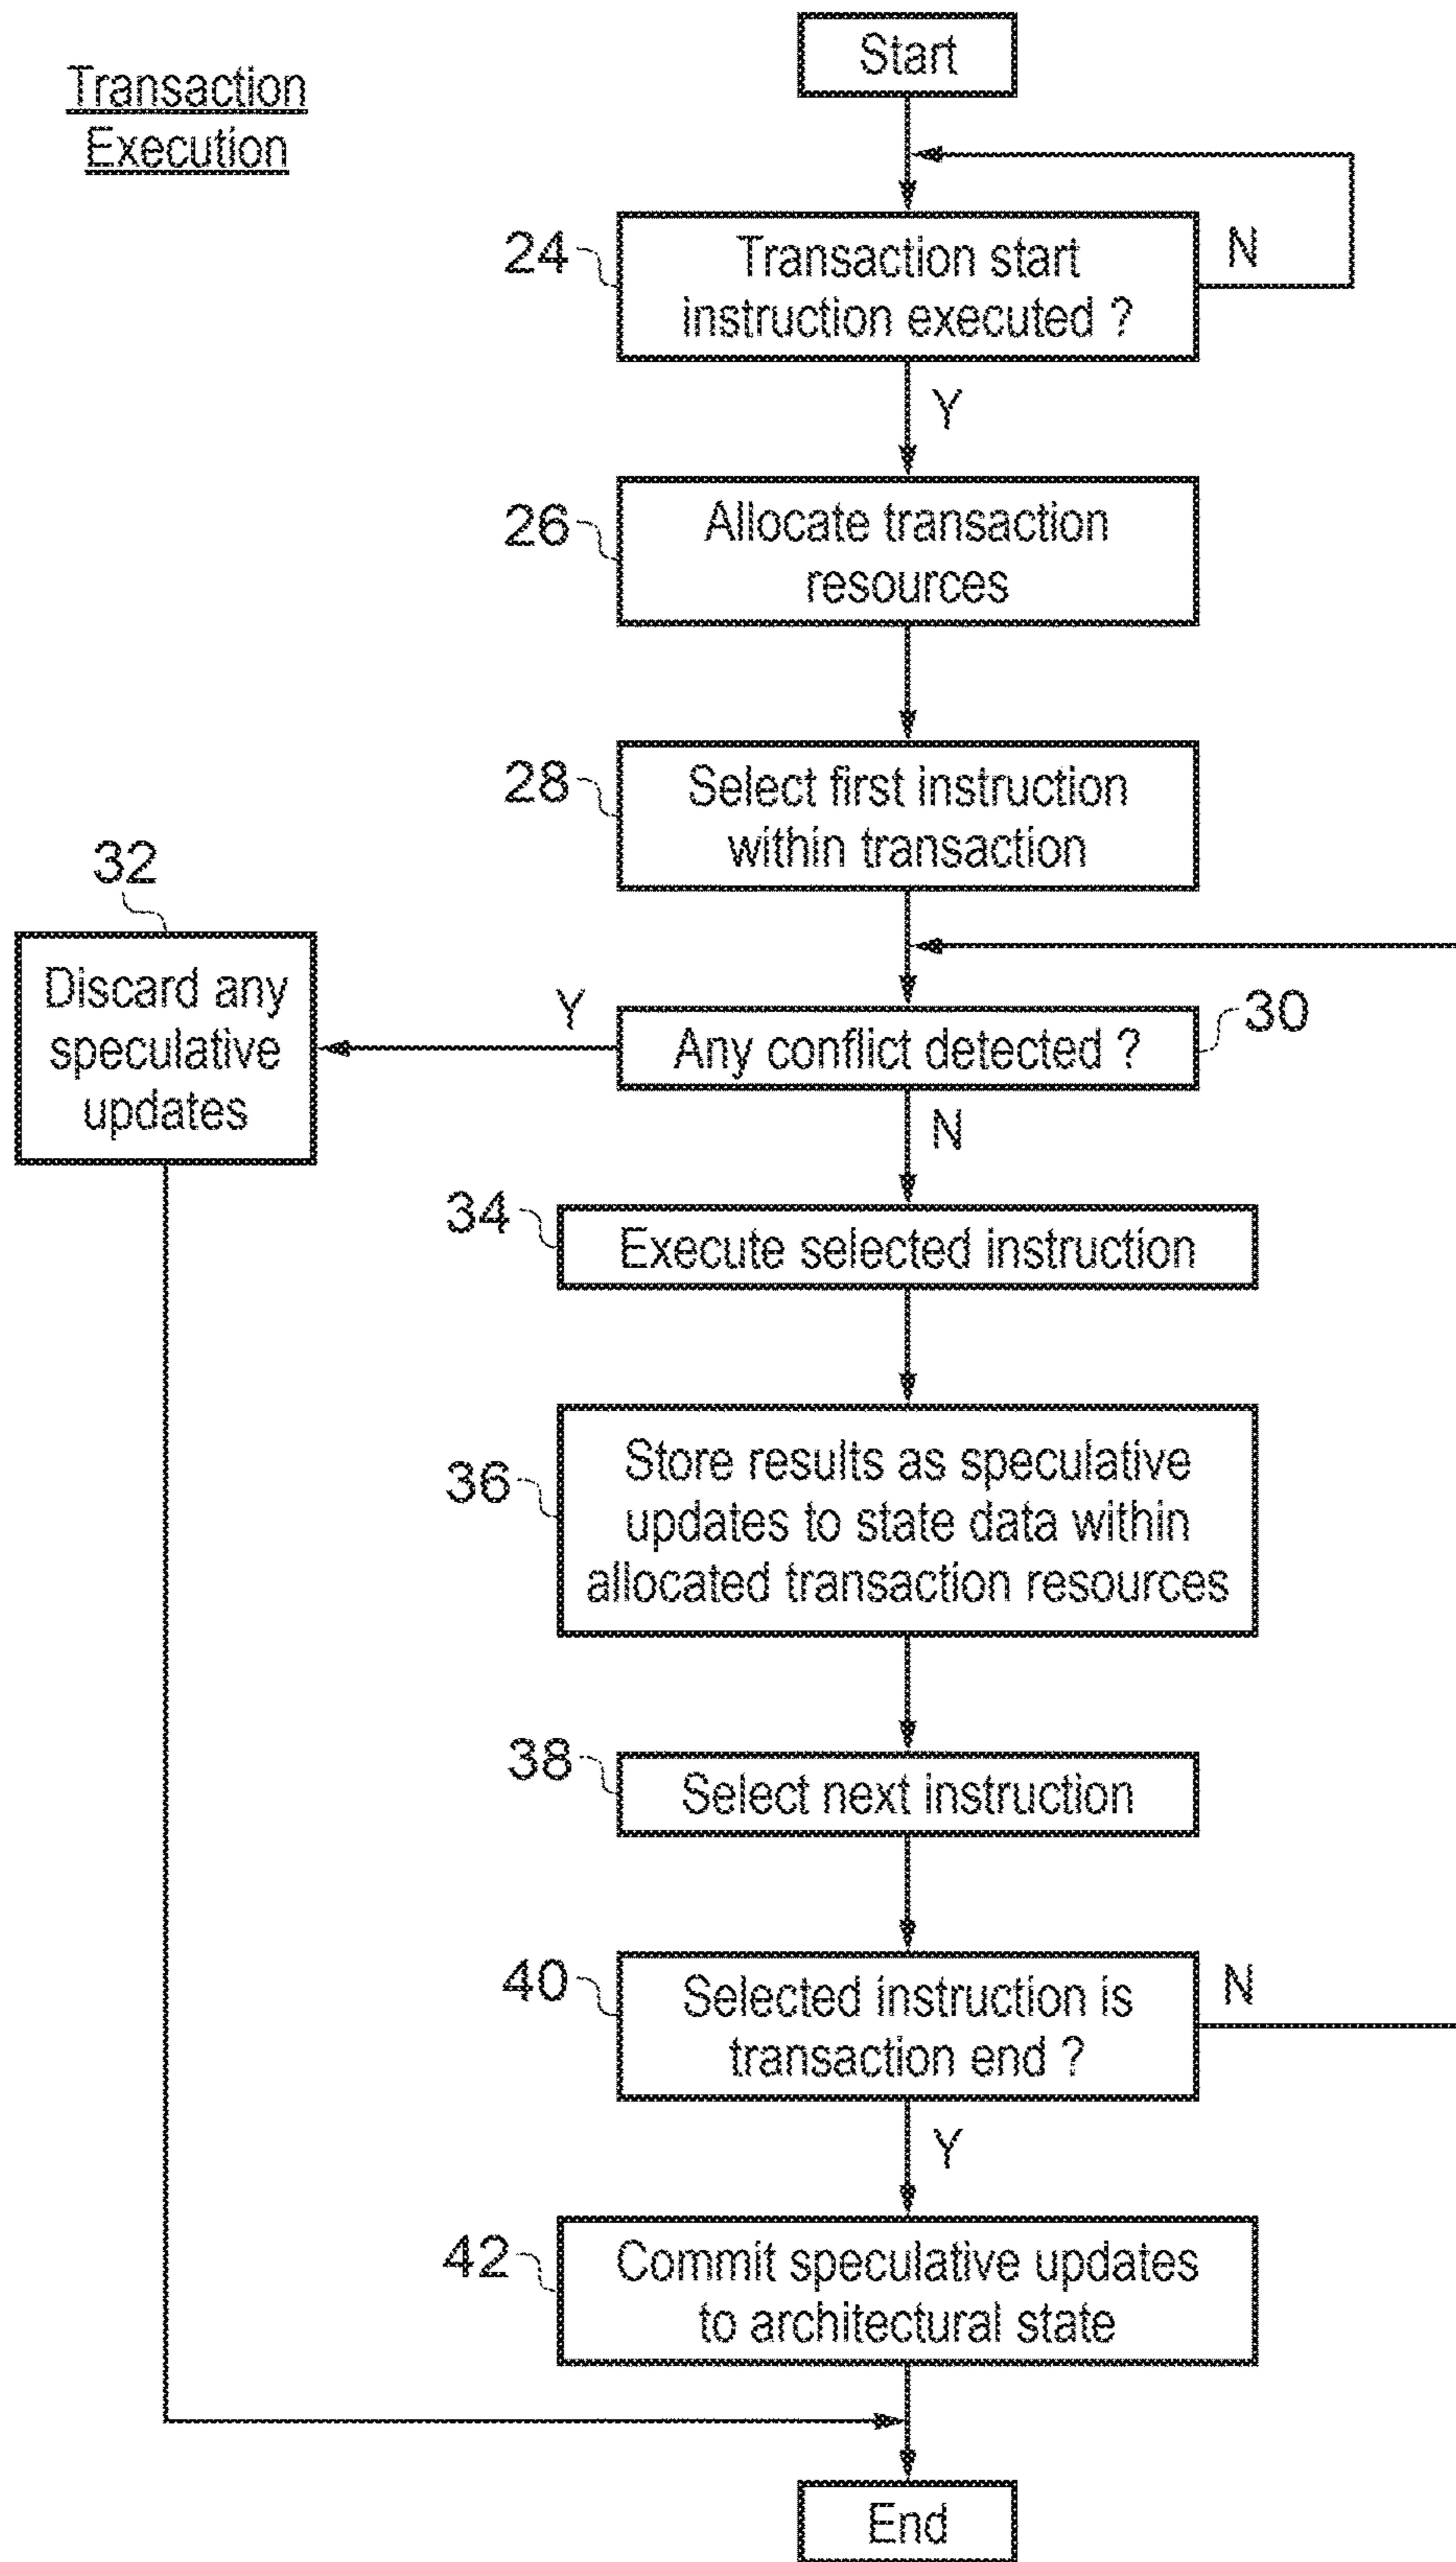 Transaction
Execution
Start
24
Transaction start
instruction executed ?
N
Y
26
Allocate transaction
resources
28
Select first instruction
within transaction
32
Discard any
speculative
updates
Y
Any conflict detected ?
30
N
34
Execute selected instruction
36
Store results as speculative
updates to state data within
allocated transaction resources
38
Select next instruction
40
Selected instruction is
transaction end ?
N
Y
42
Commit speculative updates
to architectural state
End